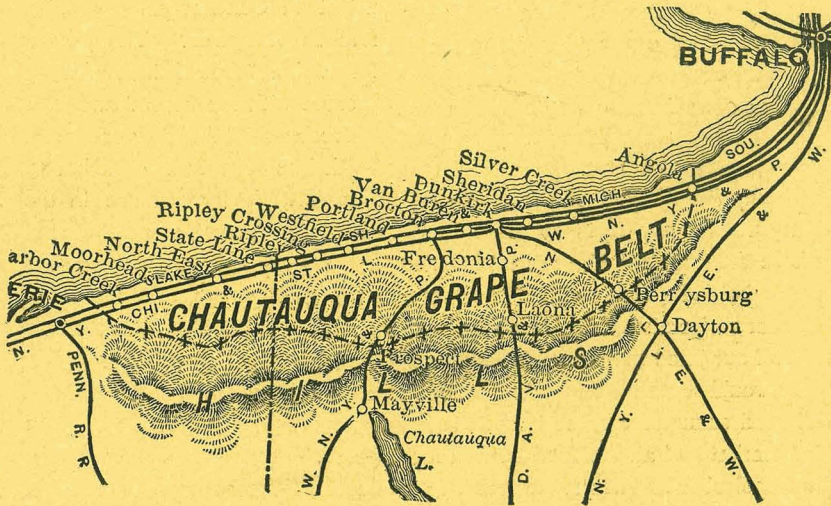 BUFFALO
Angola
Silver Creek
Sheridan
Dunkirk
Van Buren
Brocton
Portland
Westfield
Ripley Crossing
Ripley
State Line
North East
Moorhead
arbor Creek
ERIE
N. Y. CHI. & ST. L.
LAKE SH. & MICH. SOU.
W. N. Y. & P.
Fredonia
CHAUTAUQUA GRAPE BELT
Perrysburg
Laona
Dayton
Prospect
HILLS
Mayville
Chautauqua
L.
PENN. R. R.
W. N. Y. & P.
D. A. V. & P.
N. Y. L. E. & W.
E. & W.